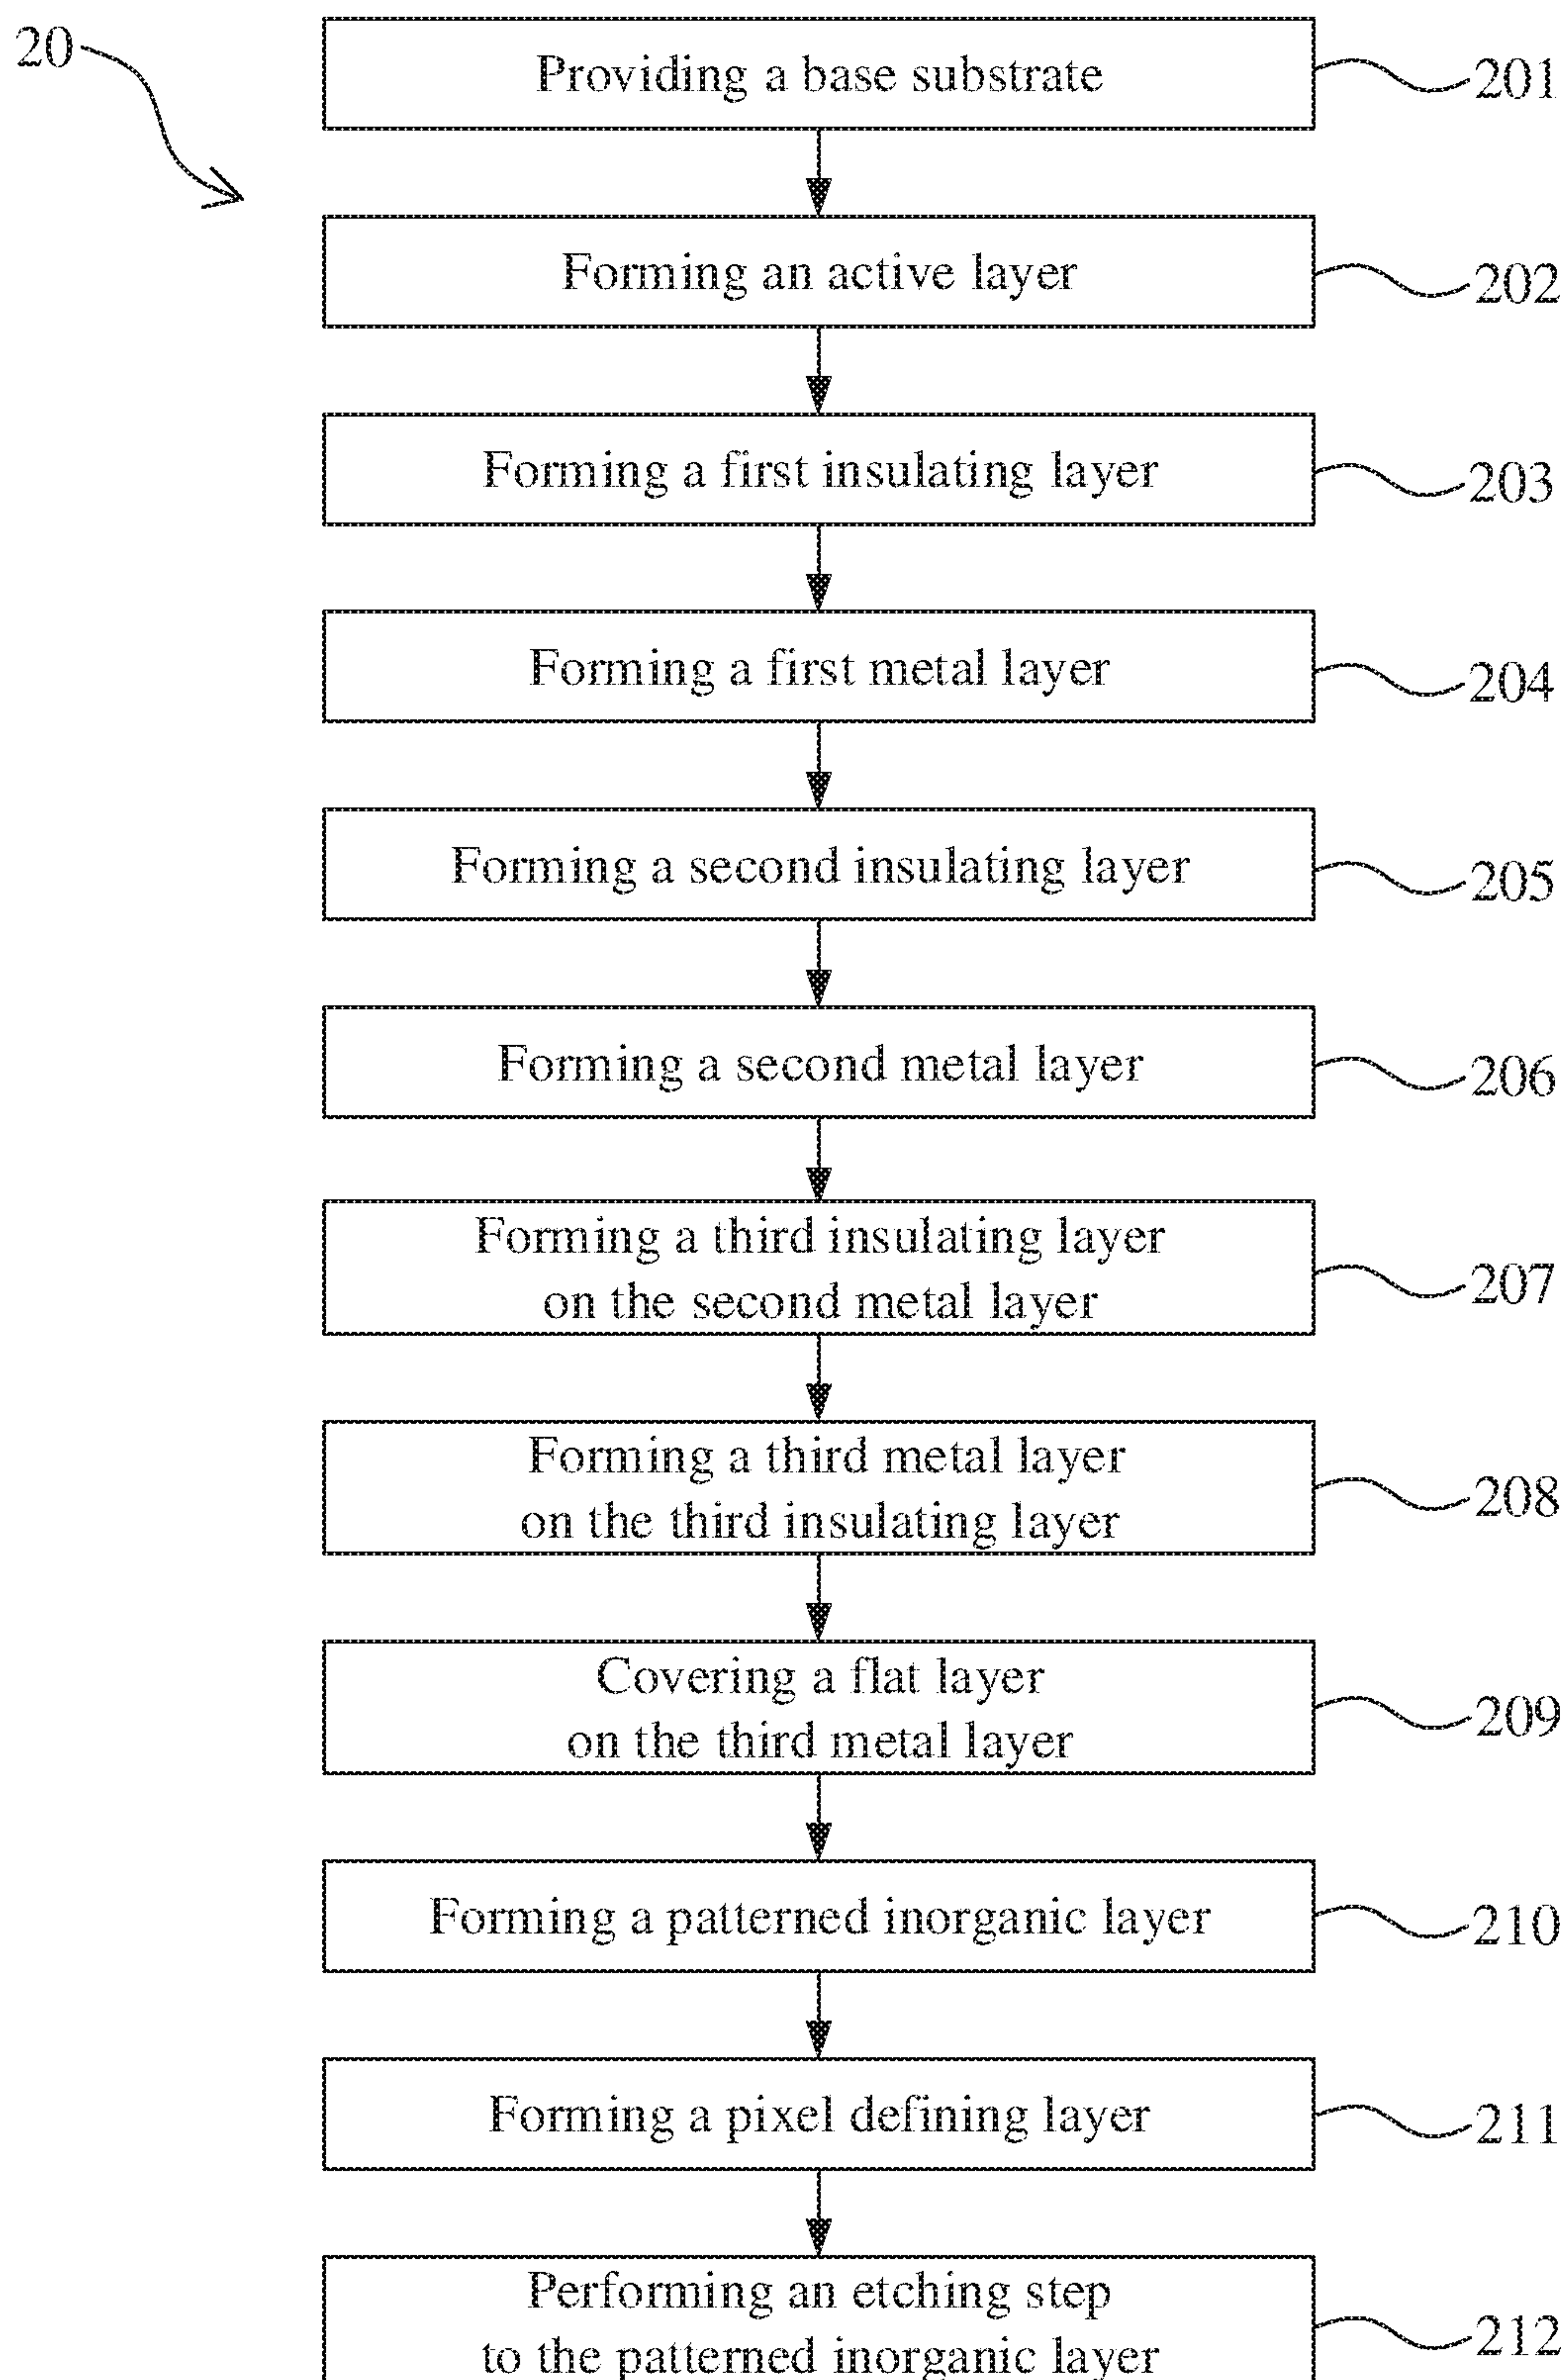 20
Providing a base substrate
201
Forming an active layer
202
Forming a first insulating layer
203
Forming a first metal layer
204
Forming a second insulating layer
205
Forming a second metal layer
206
Forming a third insulating layer
on the second metal layer
207
Forming a third metal layer
on the third insulating layer
208
Covering a flat layer
on the third metal layer
209
Forming a patterned inorganic layer
210
Forming a pixel defining layer
211
Performing an etching step
to the patterned inorganic layer
212